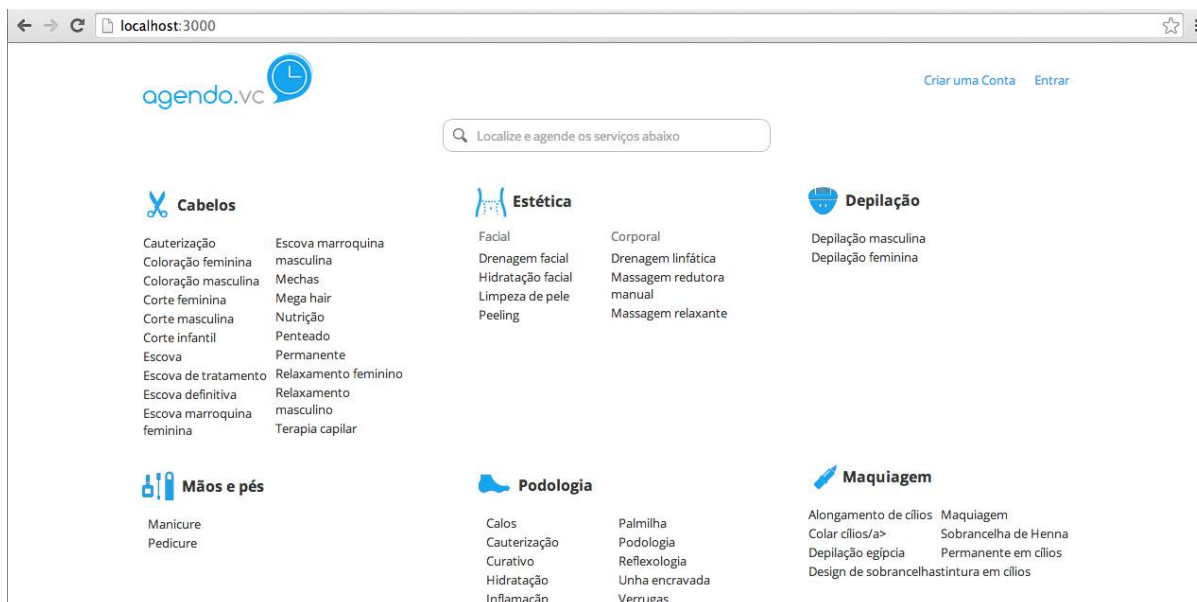 localhost:3000
agendo.vc
Criar uma Conta Entrar
Localize e agende os serviços abaixo
Cabelos
Cauterização
Coloração feminina
Coloração masculina
Corte feminina
Corte masculina
Corte infantil
Escova
Escova de tratamento
Escova definitiva
Escova marroquina
feminina
Escova marroquina
masculina
Mechas
Mega hair
Nutrição
Penteado
Permanente
Relaxamento feminino
Relaxamento
masculino
Terapia capilar
Estética
Facial
Drenagem facial
Hidratação facial
Limpeza de pele
Peeling
Corporal
Drenagem linfática
Massagem redutora
manual
Massagem relaxante
Depilação
Depilação masculina
Depilação feminina
Mãos e pés
Manicure
Pedicure
Podologia
Calos
Cauterização
Curativo
Hidratação
Inflamação
Palmilha
Podologia
Reflexologia
Unha encravada
Verrugas
Maquiagem
Alongamento de cílios
Colar cílios/a>
Depilação egípcia
Design de sobrancelhas
Maquiagem
Sobrancelha de Henna
Permanente em cílios
tintura em cílios